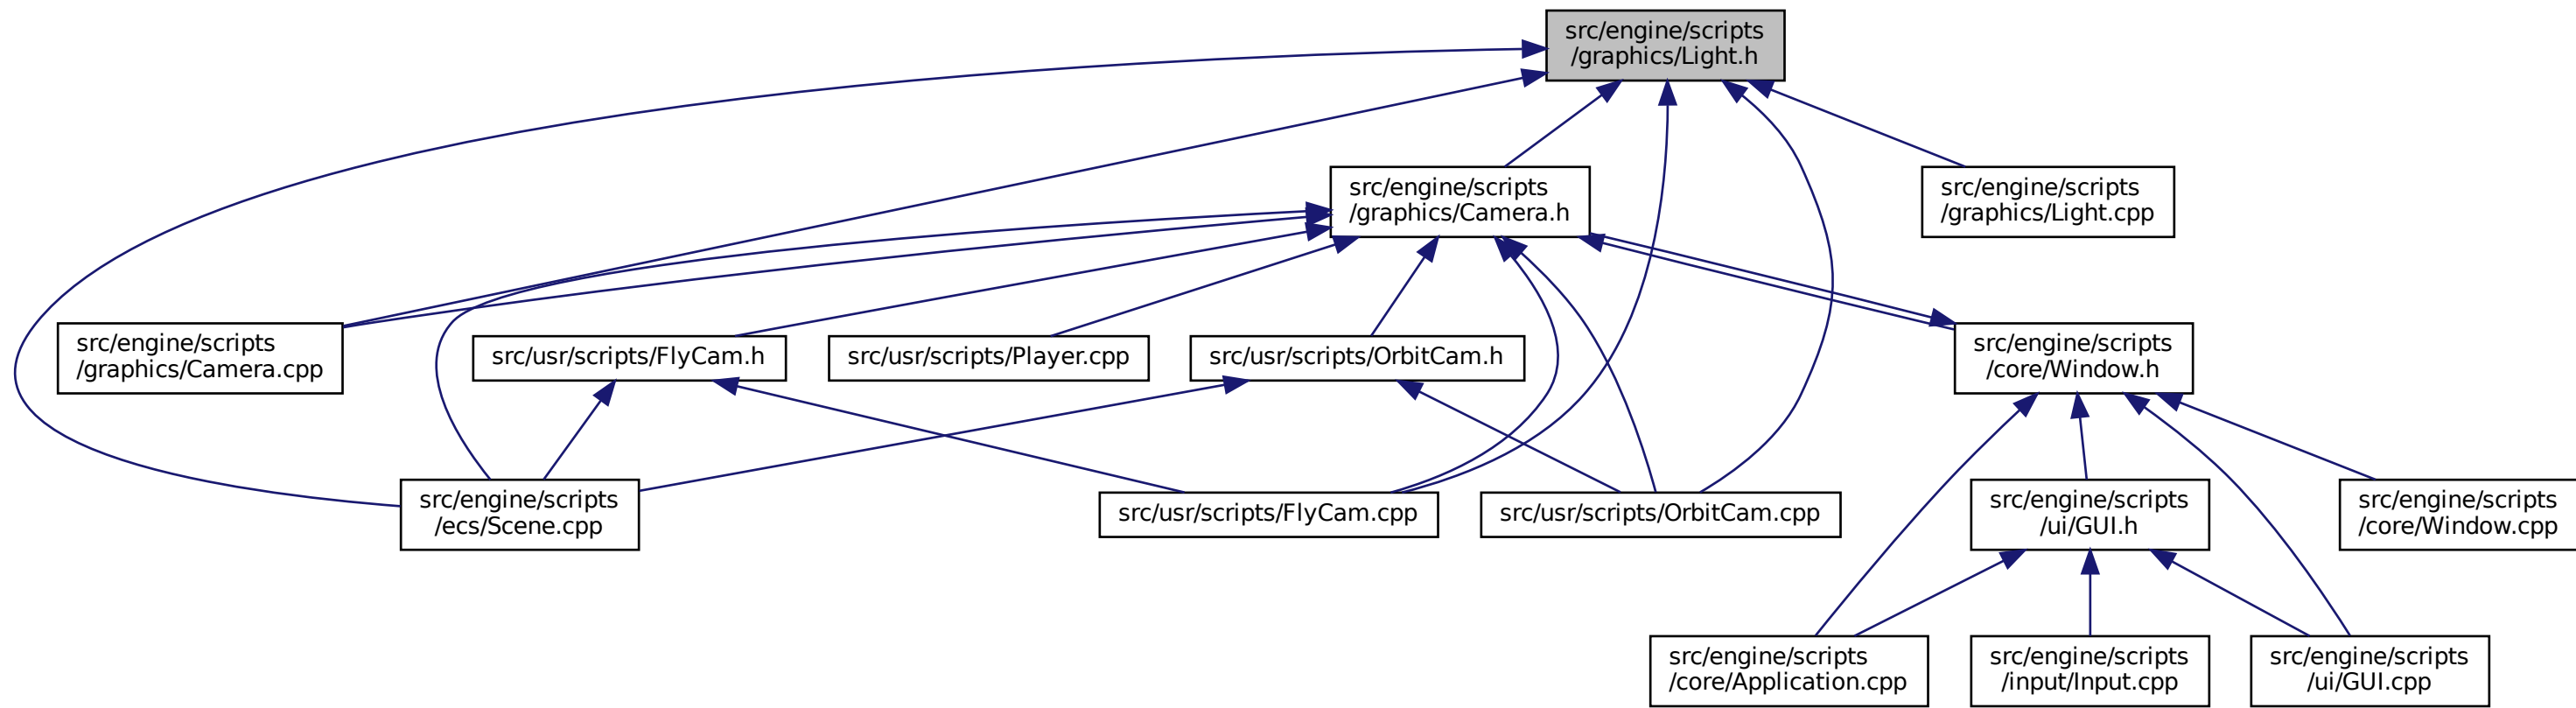 src/engine/scripts
/graphics/Light.h
src/engine/scripts
/graphics/Camera.h
src/engine/scripts
/graphics/Light.cpp
src/engine/scripts
/graphics/Camera.cpp
src/usr/scripts/FlyCam.h
src/usr/scripts/Player.cpp
src/usr/scripts/OrbitCam.h
src/engine/scripts
/core/Window.h
src/engine/scripts
/ecs/Scene.cpp
src/usr/scripts/FlyCam.cpp
src/usr/scripts/OrbitCam.cpp
src/engine/scripts
/ui/GUI.h
src/engine/scripts
/core/Window.cpp
src/engine/scripts
/core/Application.cpp
src/engine/scripts
/input/Input.cpp
src/engine/scripts
/ui/GUI.cpp